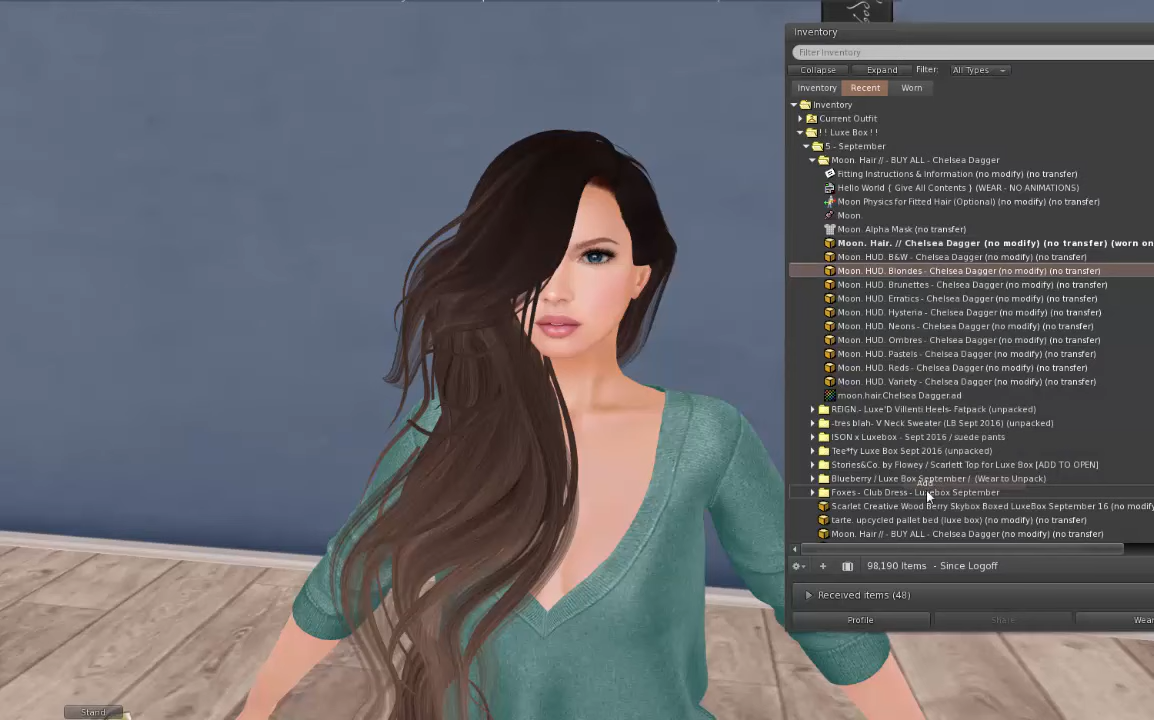 Inventory
Filter Inventory
Collapse Expand Filter: All Types
Inventory Recent Worn
Inventory
Current Outfit
! ! Luxe Box ! !
5 - September
Moon. Hair // - BUY ALL - Chelsea Dagger
Fitting Instructions & Information (no modify) (no transfer)
Hello World { Give All Contents } (WEAR - NO ANIMATIONS)
Moon Physics for Fitted Hair (Optional) (no modify) (no transfer)
Moon.
Moon. Alpha Mask (no transfer)
Moon. Hair. // Chelsea Dagger (no modify) (no transfer) (worn on
Moon. HUD. B&W - Chelsea Dagger (no modify) (no transfer)
Moon. HUD. Blondes - Chelsea Dagger (no modify) (no transfer)
Moon. HUD. Brunettes - Chelsea Dagger (no modify) (no transfer)
Moon. HUD. Erratics - Chelsea Dagger (no modify) (no transfer)
Moon. HUD. Hysteria - Chelsea Dagger (no modify) (no transfer)
Moon. HUD. Neons - Chelsea Dagger (no modify) (no transfer)
Moon. HUD. Ombres - Chelsea Dagger (no modify) (no transfer)
Moon. HUD. Pastels - Chelsea Dagger (no modify) (no transfer)
Moon. HUD. Reds - Chelsea Dagger (no modify) (no transfer)
Moon. HUD. Variety - Chelsea Dagger (no modify) (no transfer)
moon.hair.Chelsea Dagger.ad
REIGN.- Luxe'D Villenti Heels- Fatpack (unpacked)
-tres blah- V Neck Sweater (LB Sept 2016) (unpacked)
ISON x Luxebox - Sept 2016 / suede pants
Tee*fy Luxe Box Sept 2016 (unpacked)
Stories&Co. by Flowey / Scarlett Top for Luxe Box [ADD TO OPEN]
Blueberry / Luxe Box September / (Wear to Unpack)
Add
Foxes - Club Dress - Luxebox September
Scarlet Creative Wood Berry Skybox Boxed LuxeBox September 16 (no modify
tarte. upcycled pallet bed (luxe box) (no modify) (no transfer)
Moon. Hair // - BUY ALL - Chelsea Dagger (no modify) (no transfer)
98,190 Items - Since Logoff
Received items (48)
Profile Share Wear
Stand